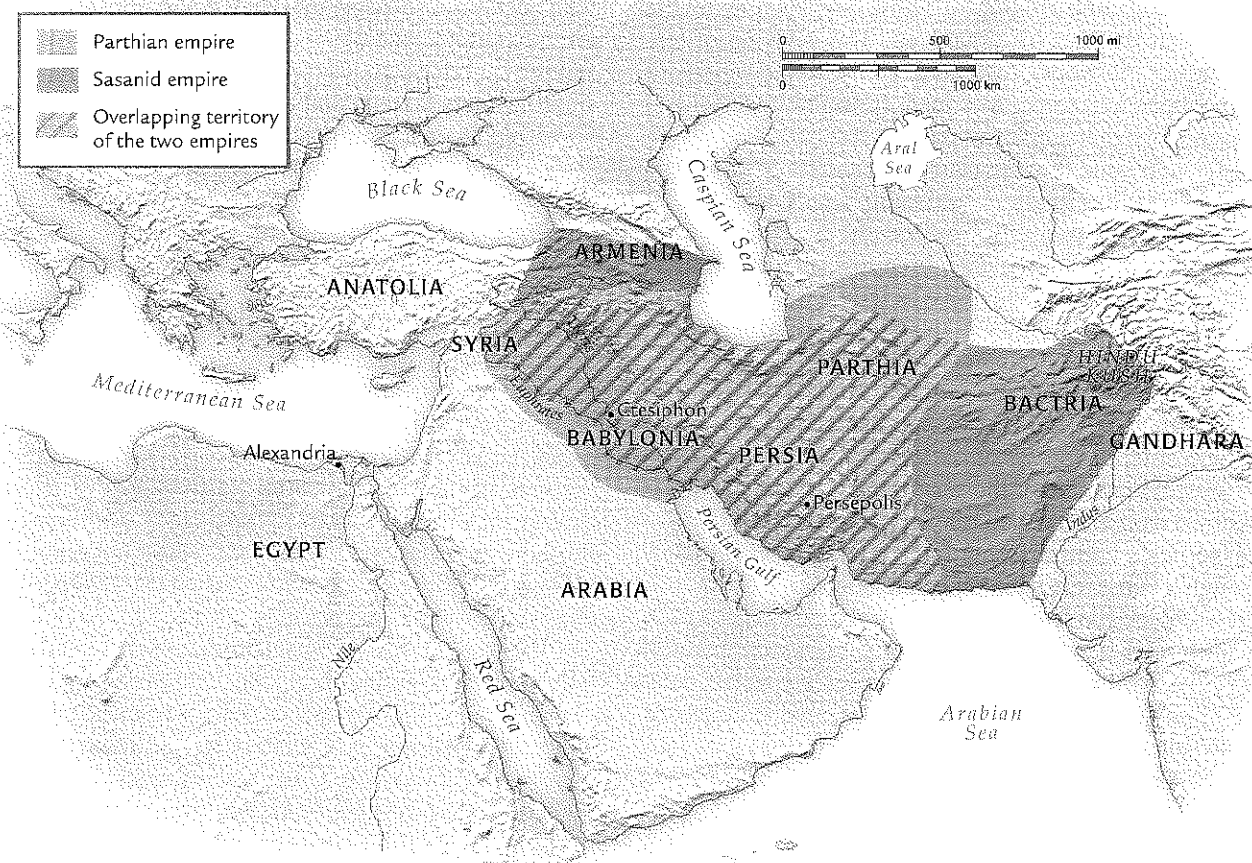 Parthian empire
Sasanid empire
Overlapping territory
of the two empires
0 500 1000 mi
0 1000 km
Aral
Sea
Black Sea
Caspian Sea
ARMENIA
ANATOLIA
SYRIA
PARTHIA
HINDU
KUSH
Mediterranean Sea
Euphrates
Ctesiphon
BACTRIA
BABYLONIA
GANDHARA
Alexandria
PERSIA
Persepolis
Indus
EGYPT
Persian Gulf
ARABIA
Nile
Red Sea
Arabian
Sea